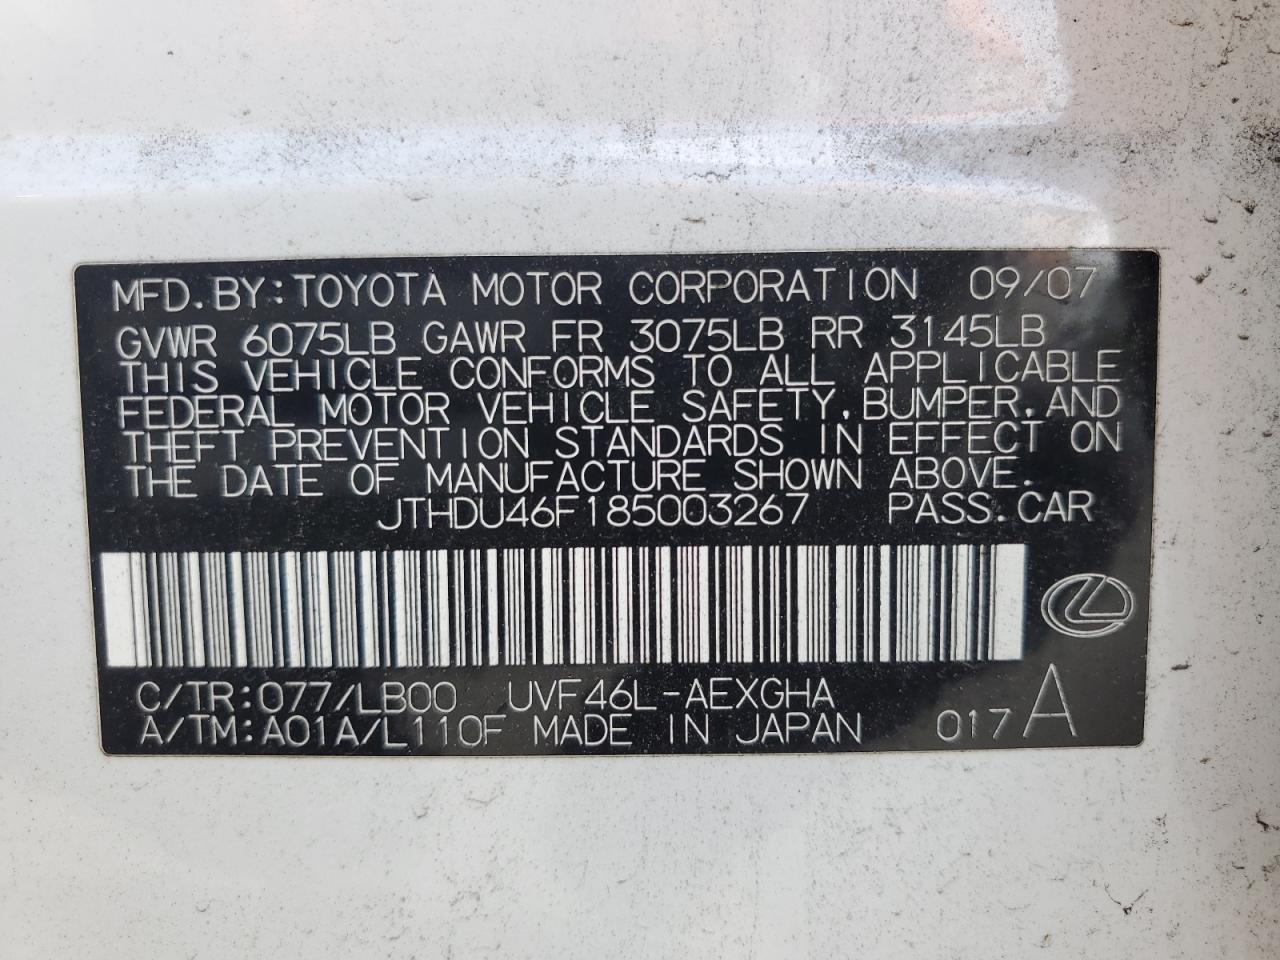 MFD.BY:TOYOTA MOTOR CORPORATION 09/07
GVWR 6075LB GAWR FR 3075LB RR 3145LB
THIS VEHICLE CONFORMS TO ALL APPLICABLE
FEDERAL MOTOR VEHICLE SAFETY,BUMPER,AND
THEFT PREVENTION STANDARDS IN EFFECT ON
THE DATE OF MANUFACTURE SHOWN ABOVE.
JTHDU46F185003267 PASS.CAR
C/TR:077/LB00 UVF46L-AEXGHA
A/TM:A01A/L110F MADE IN JAPAN 017A